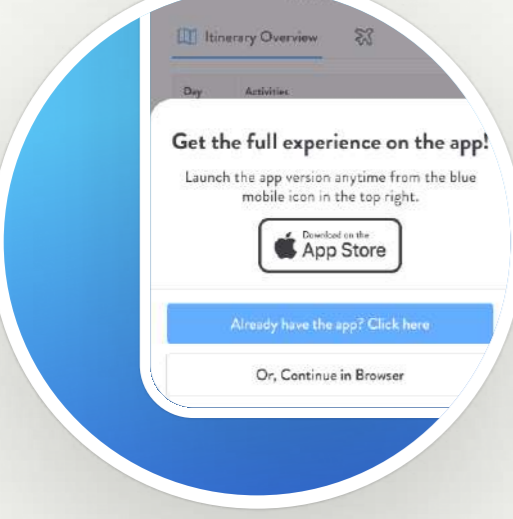 Itinerary Overview
Day Activities
Get the full experience on the app!
Launch the app version anytime from the blue
mobile icon in the top right.
Download on the
App Store
Already have the app? Click here
Or, Continue in Browser